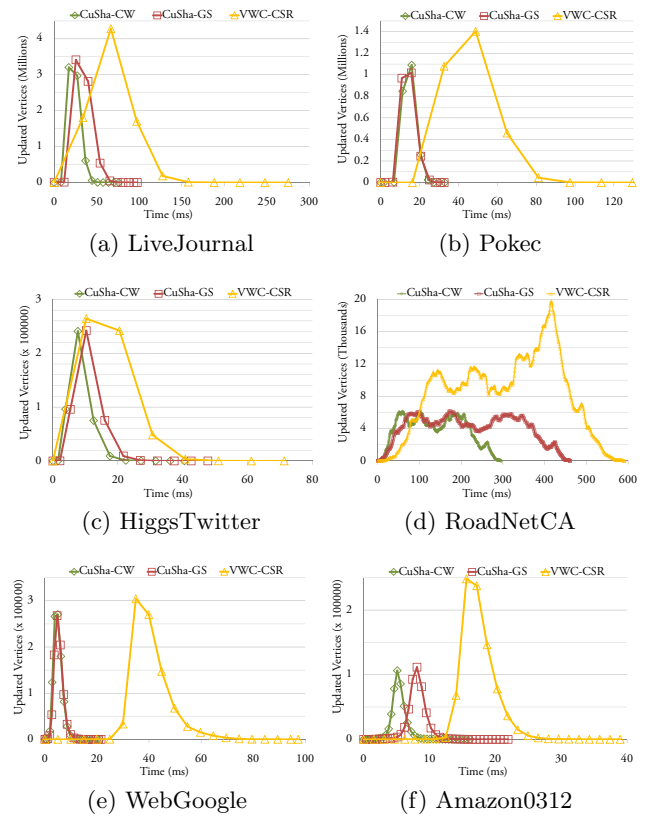 CuSha-CW CuSha-GS VWC-CSR
Updated Vertices (Millions)
4
3
2
1
0
0 50 100 150 200 250 300
Time (ms)
(a) LiveJournal
CuSha-CW CuSha-GS VWC-CSR
Updated Vertices (Millions)
1.4
1.2
1
0.8
0.6
0.4
0.2
0
0 20 40 60 80 100 120
Time (ms)
(b) Pokec
CuSha-CW CuSha-GS VWC-CSR
Updated Vertices (x 100000)
3
2
1
0
0 20 40 60 80
Time (ms)
(c) HiggsTwitter
CuSha-CW CuSha-GS VWC-CSR
Updated Vertices (Thousands)
20
16
12
8
4
0
0 100 200 300 400 500 600
Time (ms)
(d) RoadNetCA
CuSha-CW CuSha-GS VWC-CSR
Updated Vertices (x 100000)
3
2
1
0
0 20 40 60 80 100
Time (ms)
(e) WebGoogle
CuSha-CW CuSha-GS VWC-CSR
Updated Vertices (x 100000)
2
1
0
0 10 20 30 40
Time (ms)
(f) Amazon0312